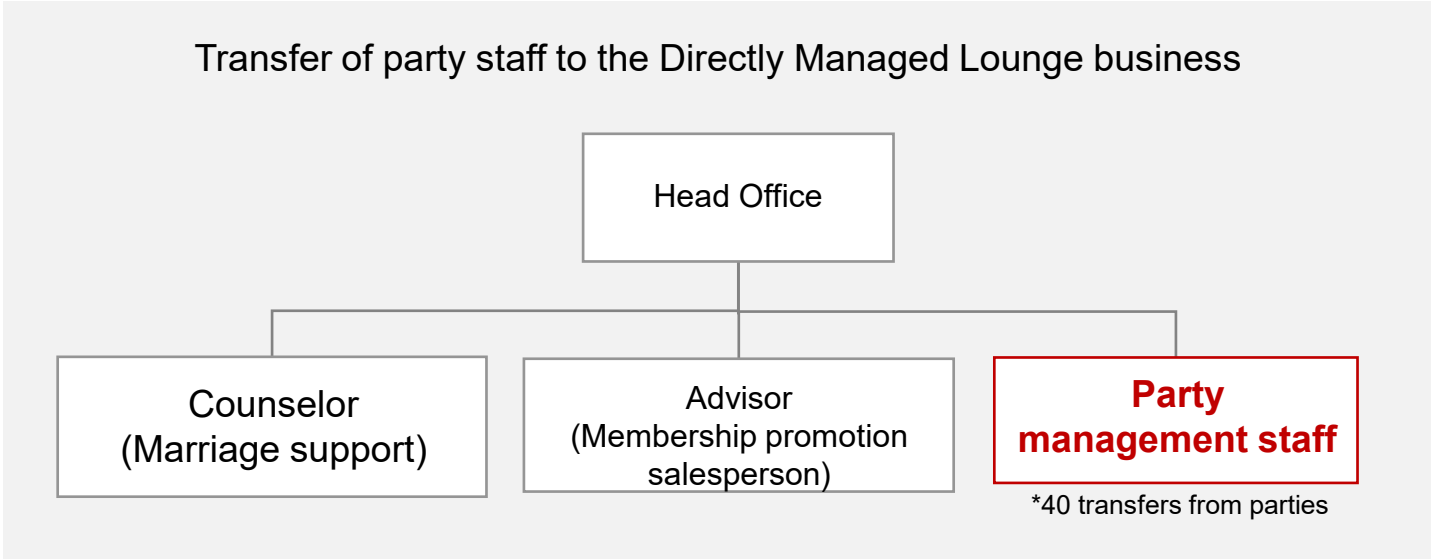 Transfer of party staff to the Directly Managed Lounge business
Head Office
Counselor
(Marriage support)
Advisor
(Membership promotion
salesperson)
Party
management staff
*40 transfers from parties